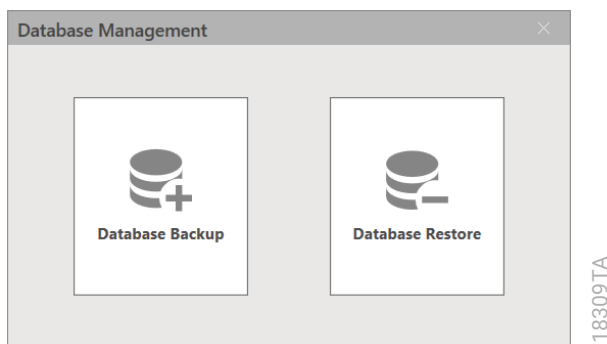 Database Management
Database Backup
Database Restore
18309TA